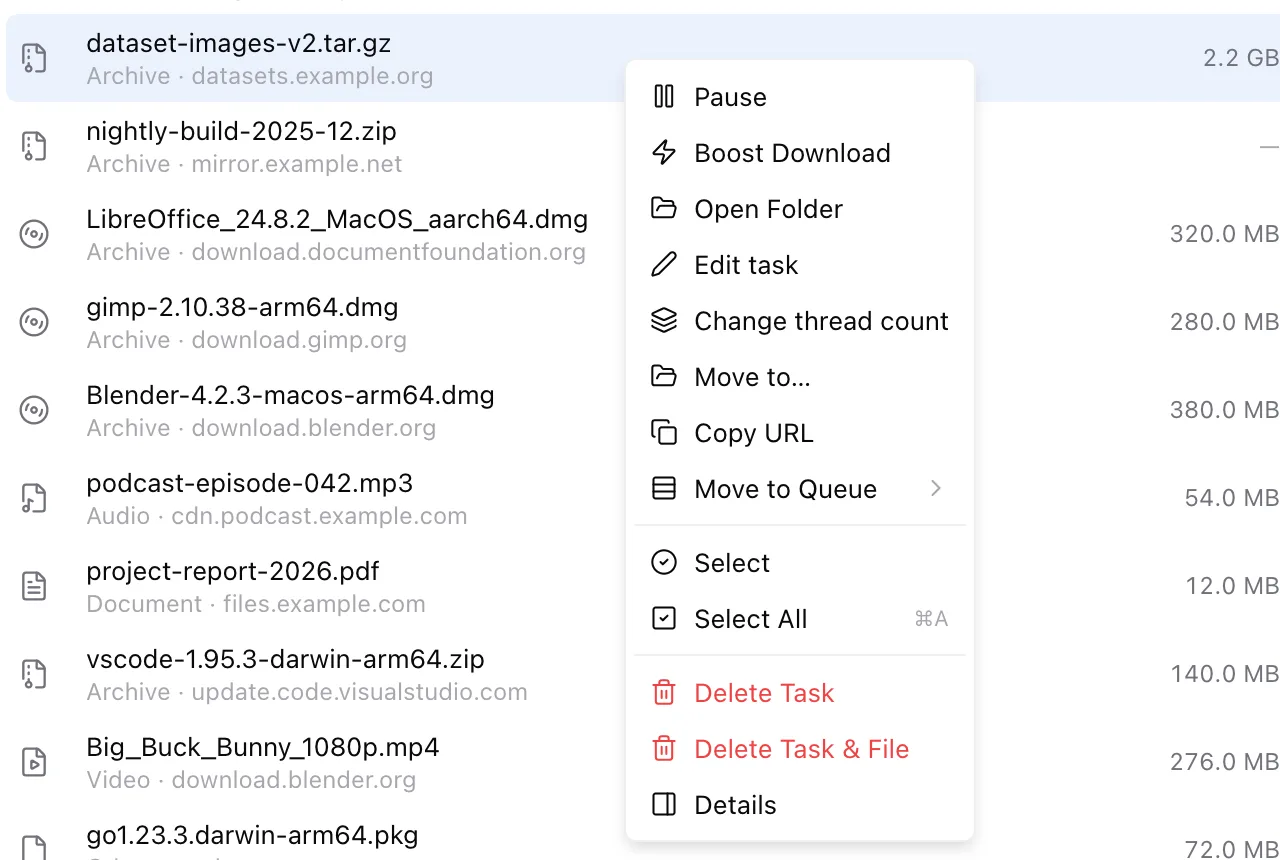 dataset-images-v2.tar.gz
Archive · datasets.example.org
2.2 GB
nightly-build-2025-12.zip
Archive · mirror.example.net
—
LibreOffice_24.8.2_MacOS_aarch64.dmg
Archive · download.documentfoundation.org
320.0 MB
gimp-2.10.38-arm64.dmg
Archive · download.gimp.org
280.0 MB
Blender-4.2.3-macos-arm64.dmg
Archive · download.blender.org
380.0 MB
podcast-episode-042.mp3
Audio · cdn.podcast.example.com
54.0 MB
project-report-2026.pdf
Document · files.example.com
12.0 MB
vscode-1.95.3-darwin-arm64.zip
Archive · update.code.visualstudio.com
140.0 MB
Big_Buck_Bunny_1080p.mp4
Video · download.blender.org
276.0 MB
go1.23.3.darwin-arm64.pkg
72.0 MB
Pause
Boost Download
Open Folder
Edit task
Change thread count
Move to...
Copy URL
Move to Queue
Select
Select All ⌘A
Delete Task
Delete Task & File
Details